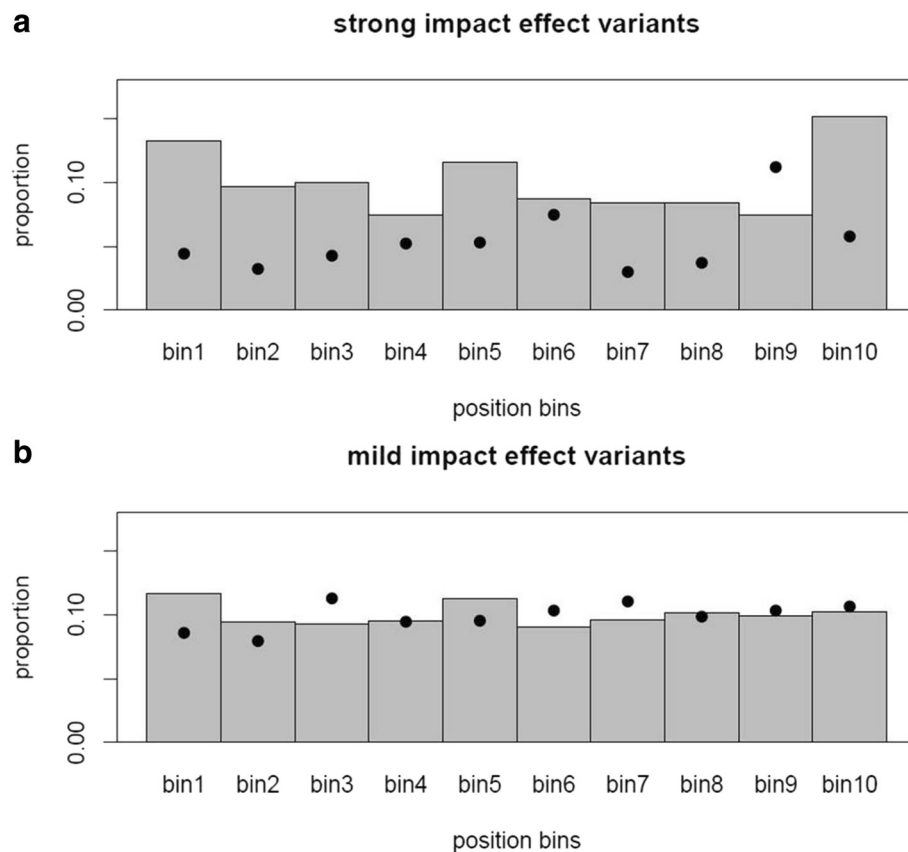 a
strong impact effect variants
proportion
0.10
0.00
bin1 bin2 bin3 bin4 bin5 bin6 bin7 bin8 bin9 bin10
position bins
b
mild impact effect variants
proportion
0.10
0.00
bin1 bin2 bin3 bin4 bin5 bin6 bin7 bin8 bin9 bin10
position bins